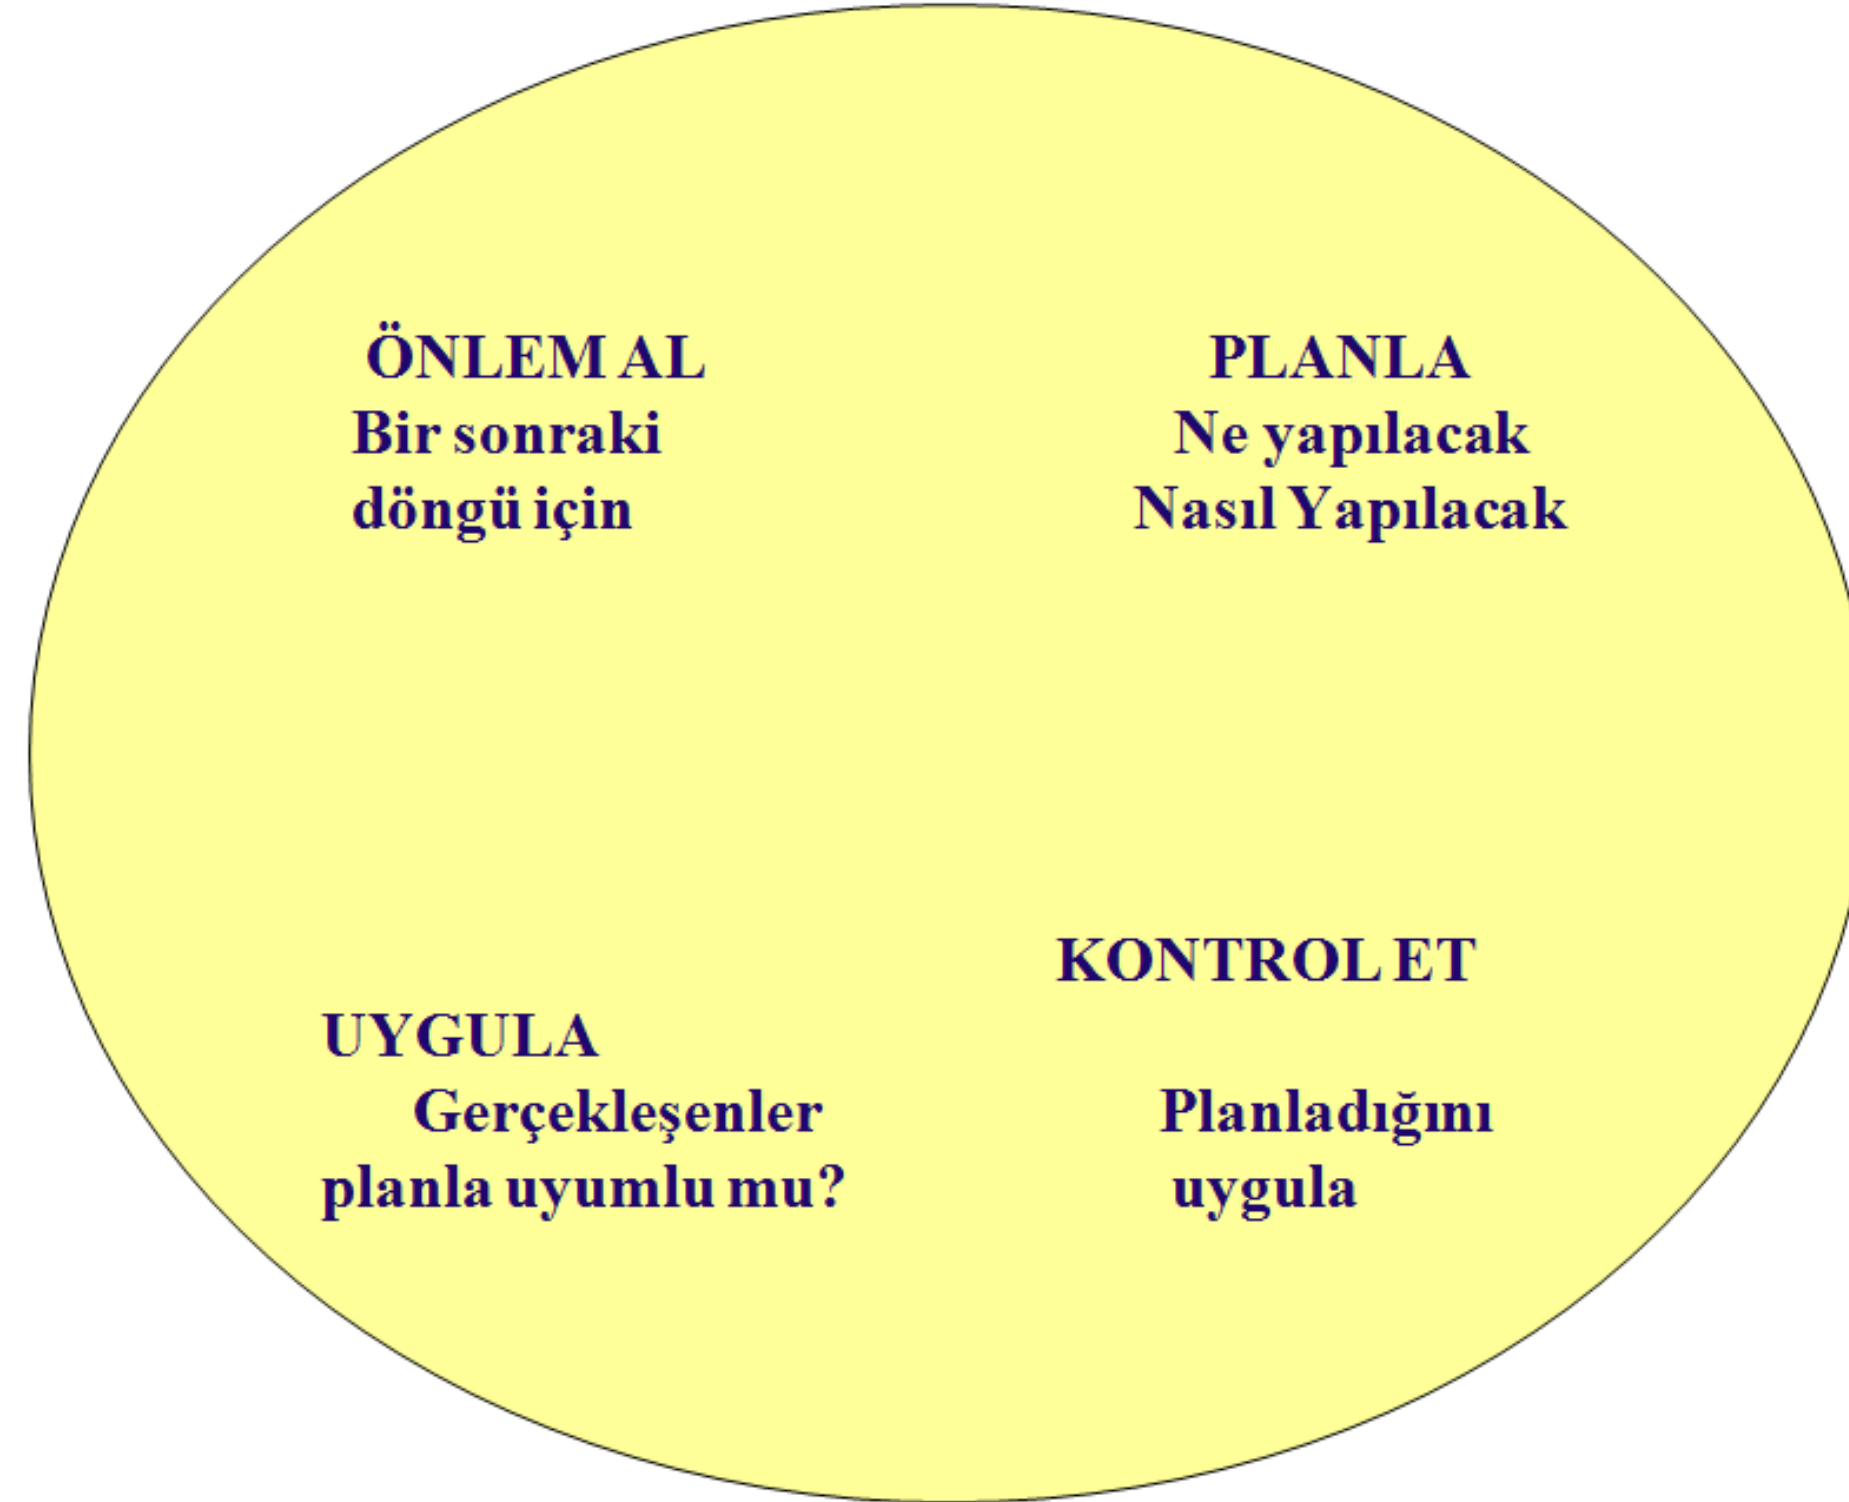 ÖNLEM AL
Bir sonraki
döngü için
PLANLA
Ne yapılacak
Nasıl Yapılacak
UYGULA
Gerçekleşenler
planla uyumlu mu?
KONTROL ET
Planladığını
uygula